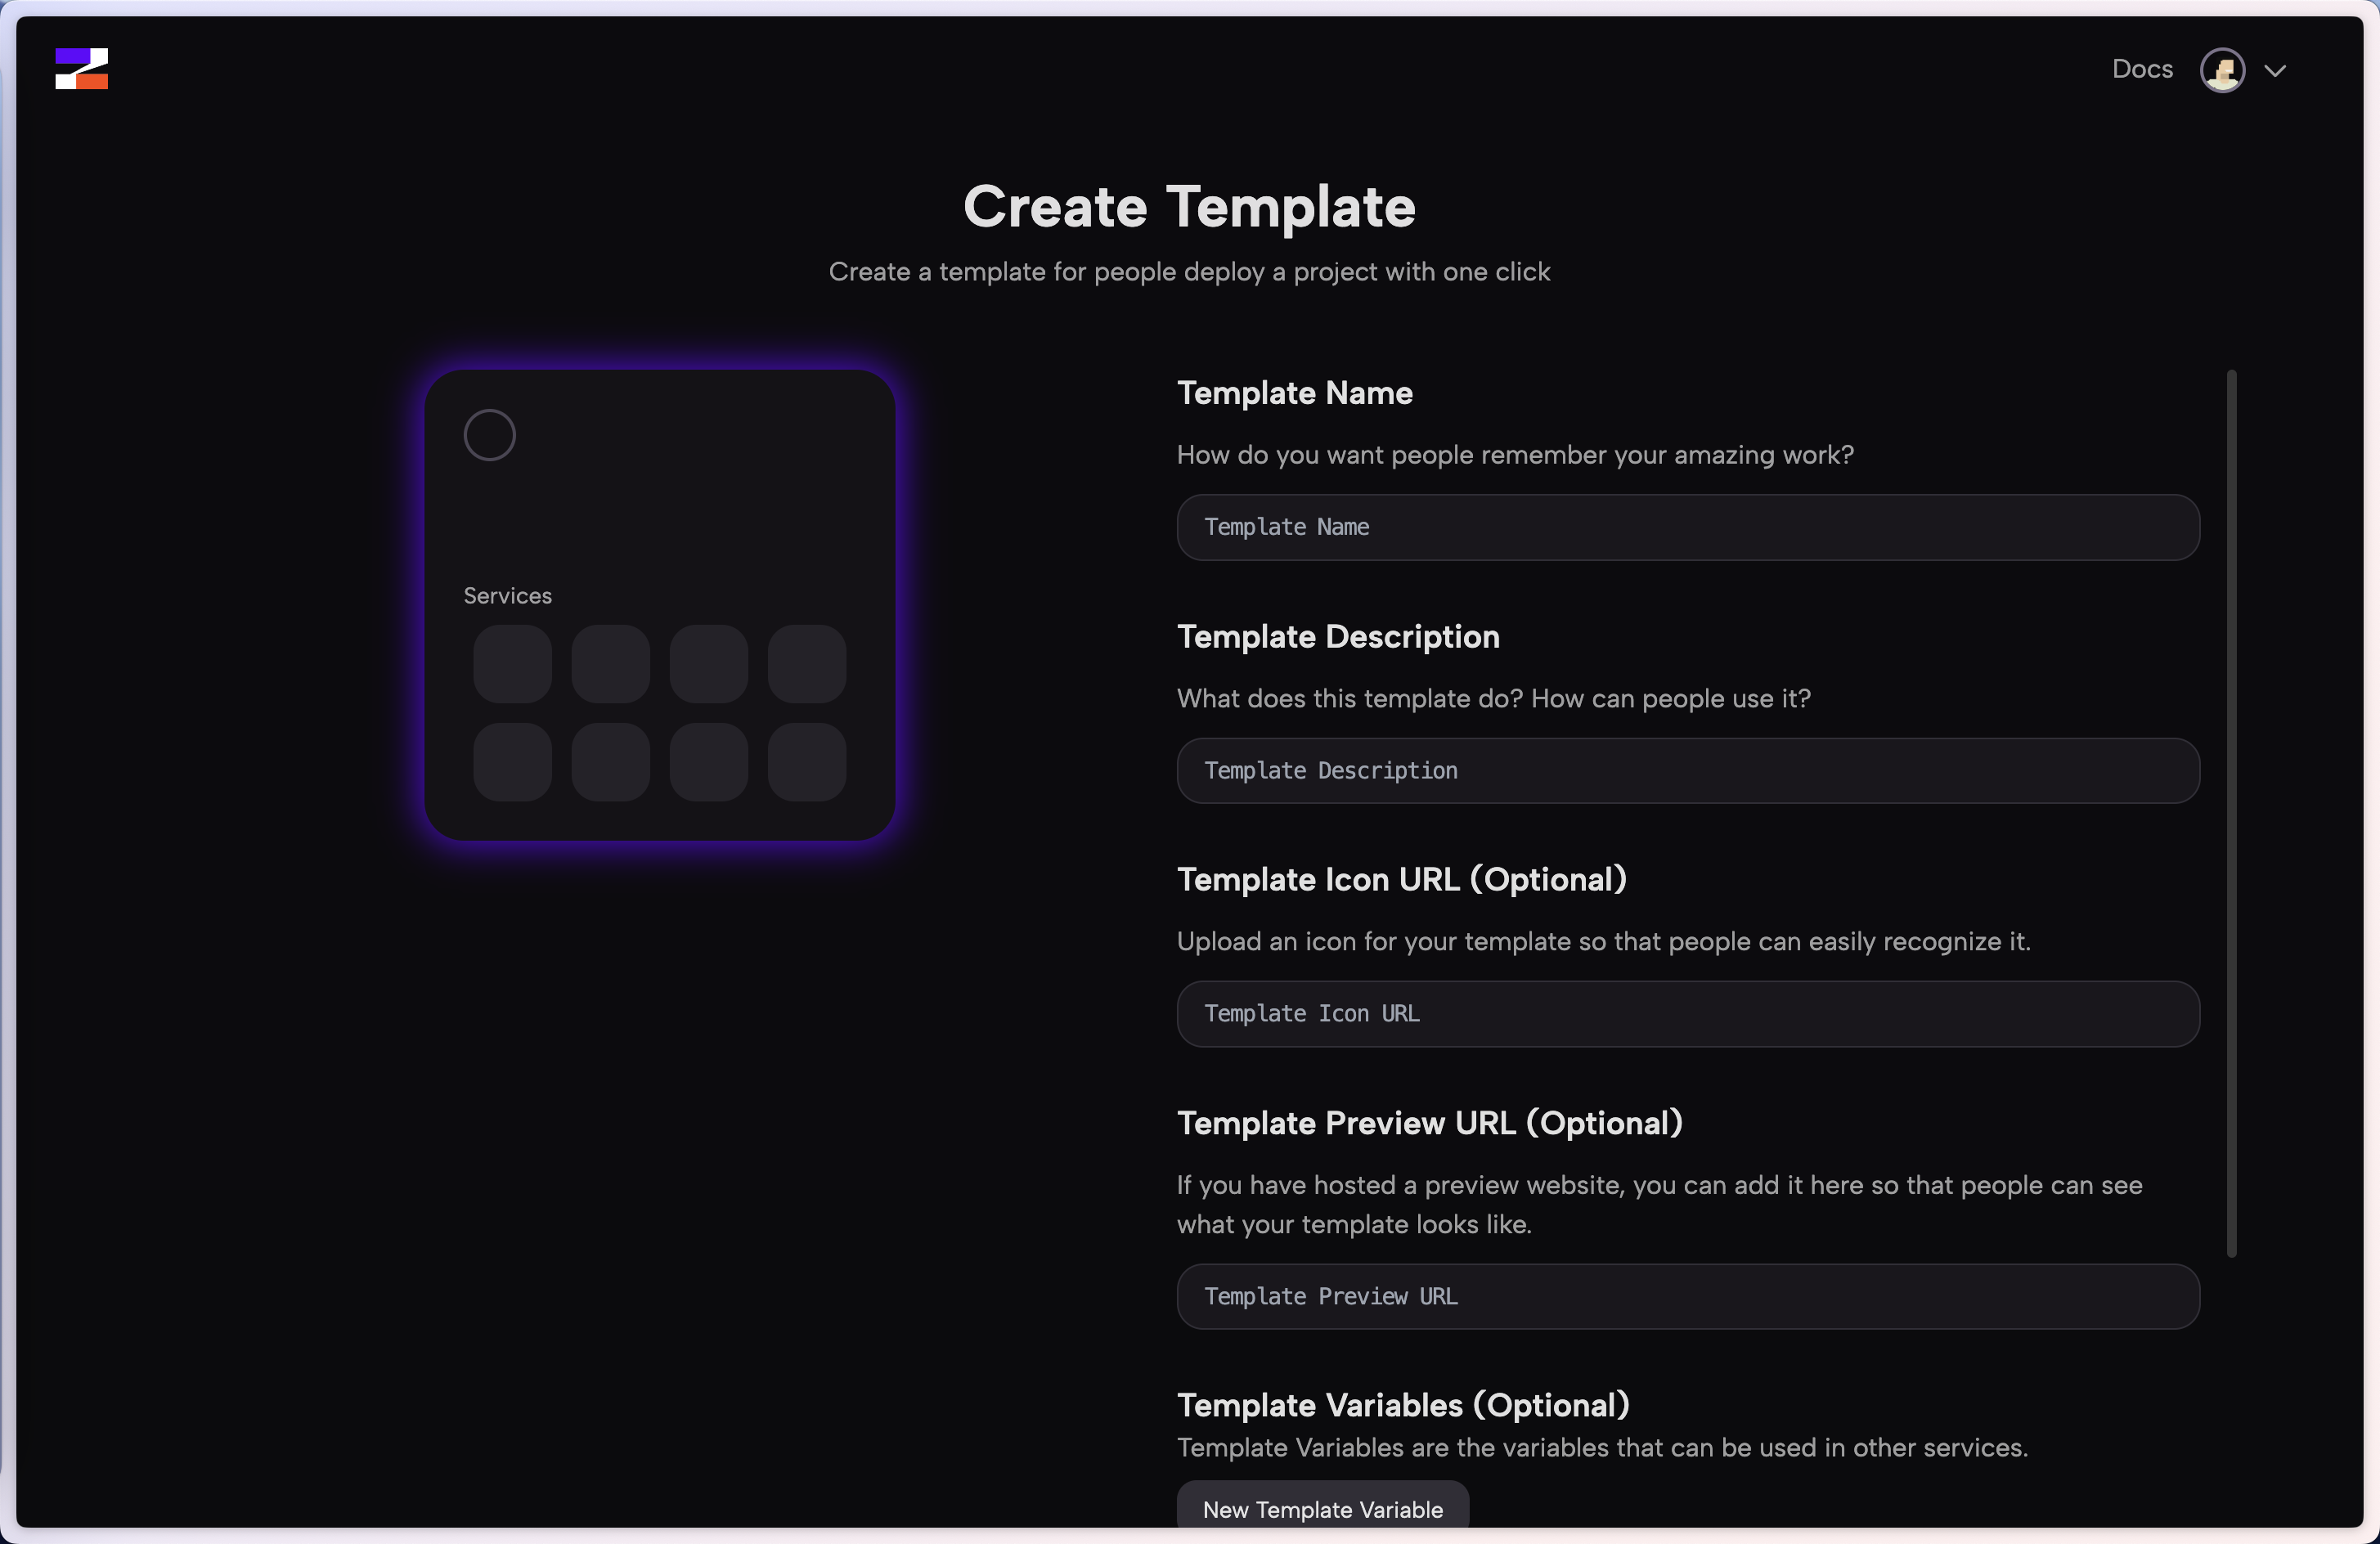 Docs
Create Template
Create a template for people deploy a project with one click
Services
Template Name
How do you want people remember your amazing work?
Template Name
Template Description
What does this template do? How can people use it?
Template Description
Template Icon URL (Optional)
Upload an icon for your template so that people can easily recognize it.
Template Icon URL
Template Preview URL (Optional)
If you have hosted a preview website, you can add it here so that people can see
what your template looks like.
Template Preview URL
Template Variables (Optional)
Template Variables are the variables that can be used in other services.
New Template Variable